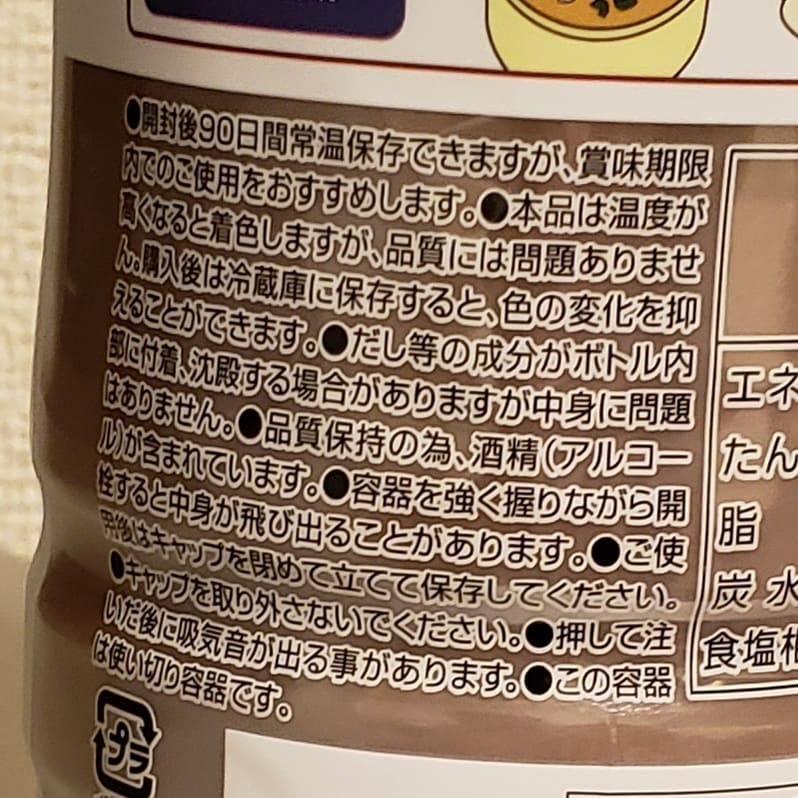 ●開封後90日間常温保存できますが、賞味期限
内でのご使用をおすすめします。●本品は温度が
高くなると着色しますが、品質には問題ありませ
ん。購入後は冷蔵庫に保存すると、色の変化を抑
えることができます。●だし等の成分がボトル内
部に付着、沈殿する場合がありますが中身に問題
はありません。●品質保持の為、酒精(アルコー
ル)が含まれています。●容器を強く握りながら開
栓すると中身が飛び出ることがあります。●ご使
用後はキャップを閉めて立てて保存してください。
●キャップを取り外さないでください。●押して注
いだ後に吸気音が出る事があります。●この容器
は使い切り容器です。
プラ
エネ
たん
脂
炭水
食塩相